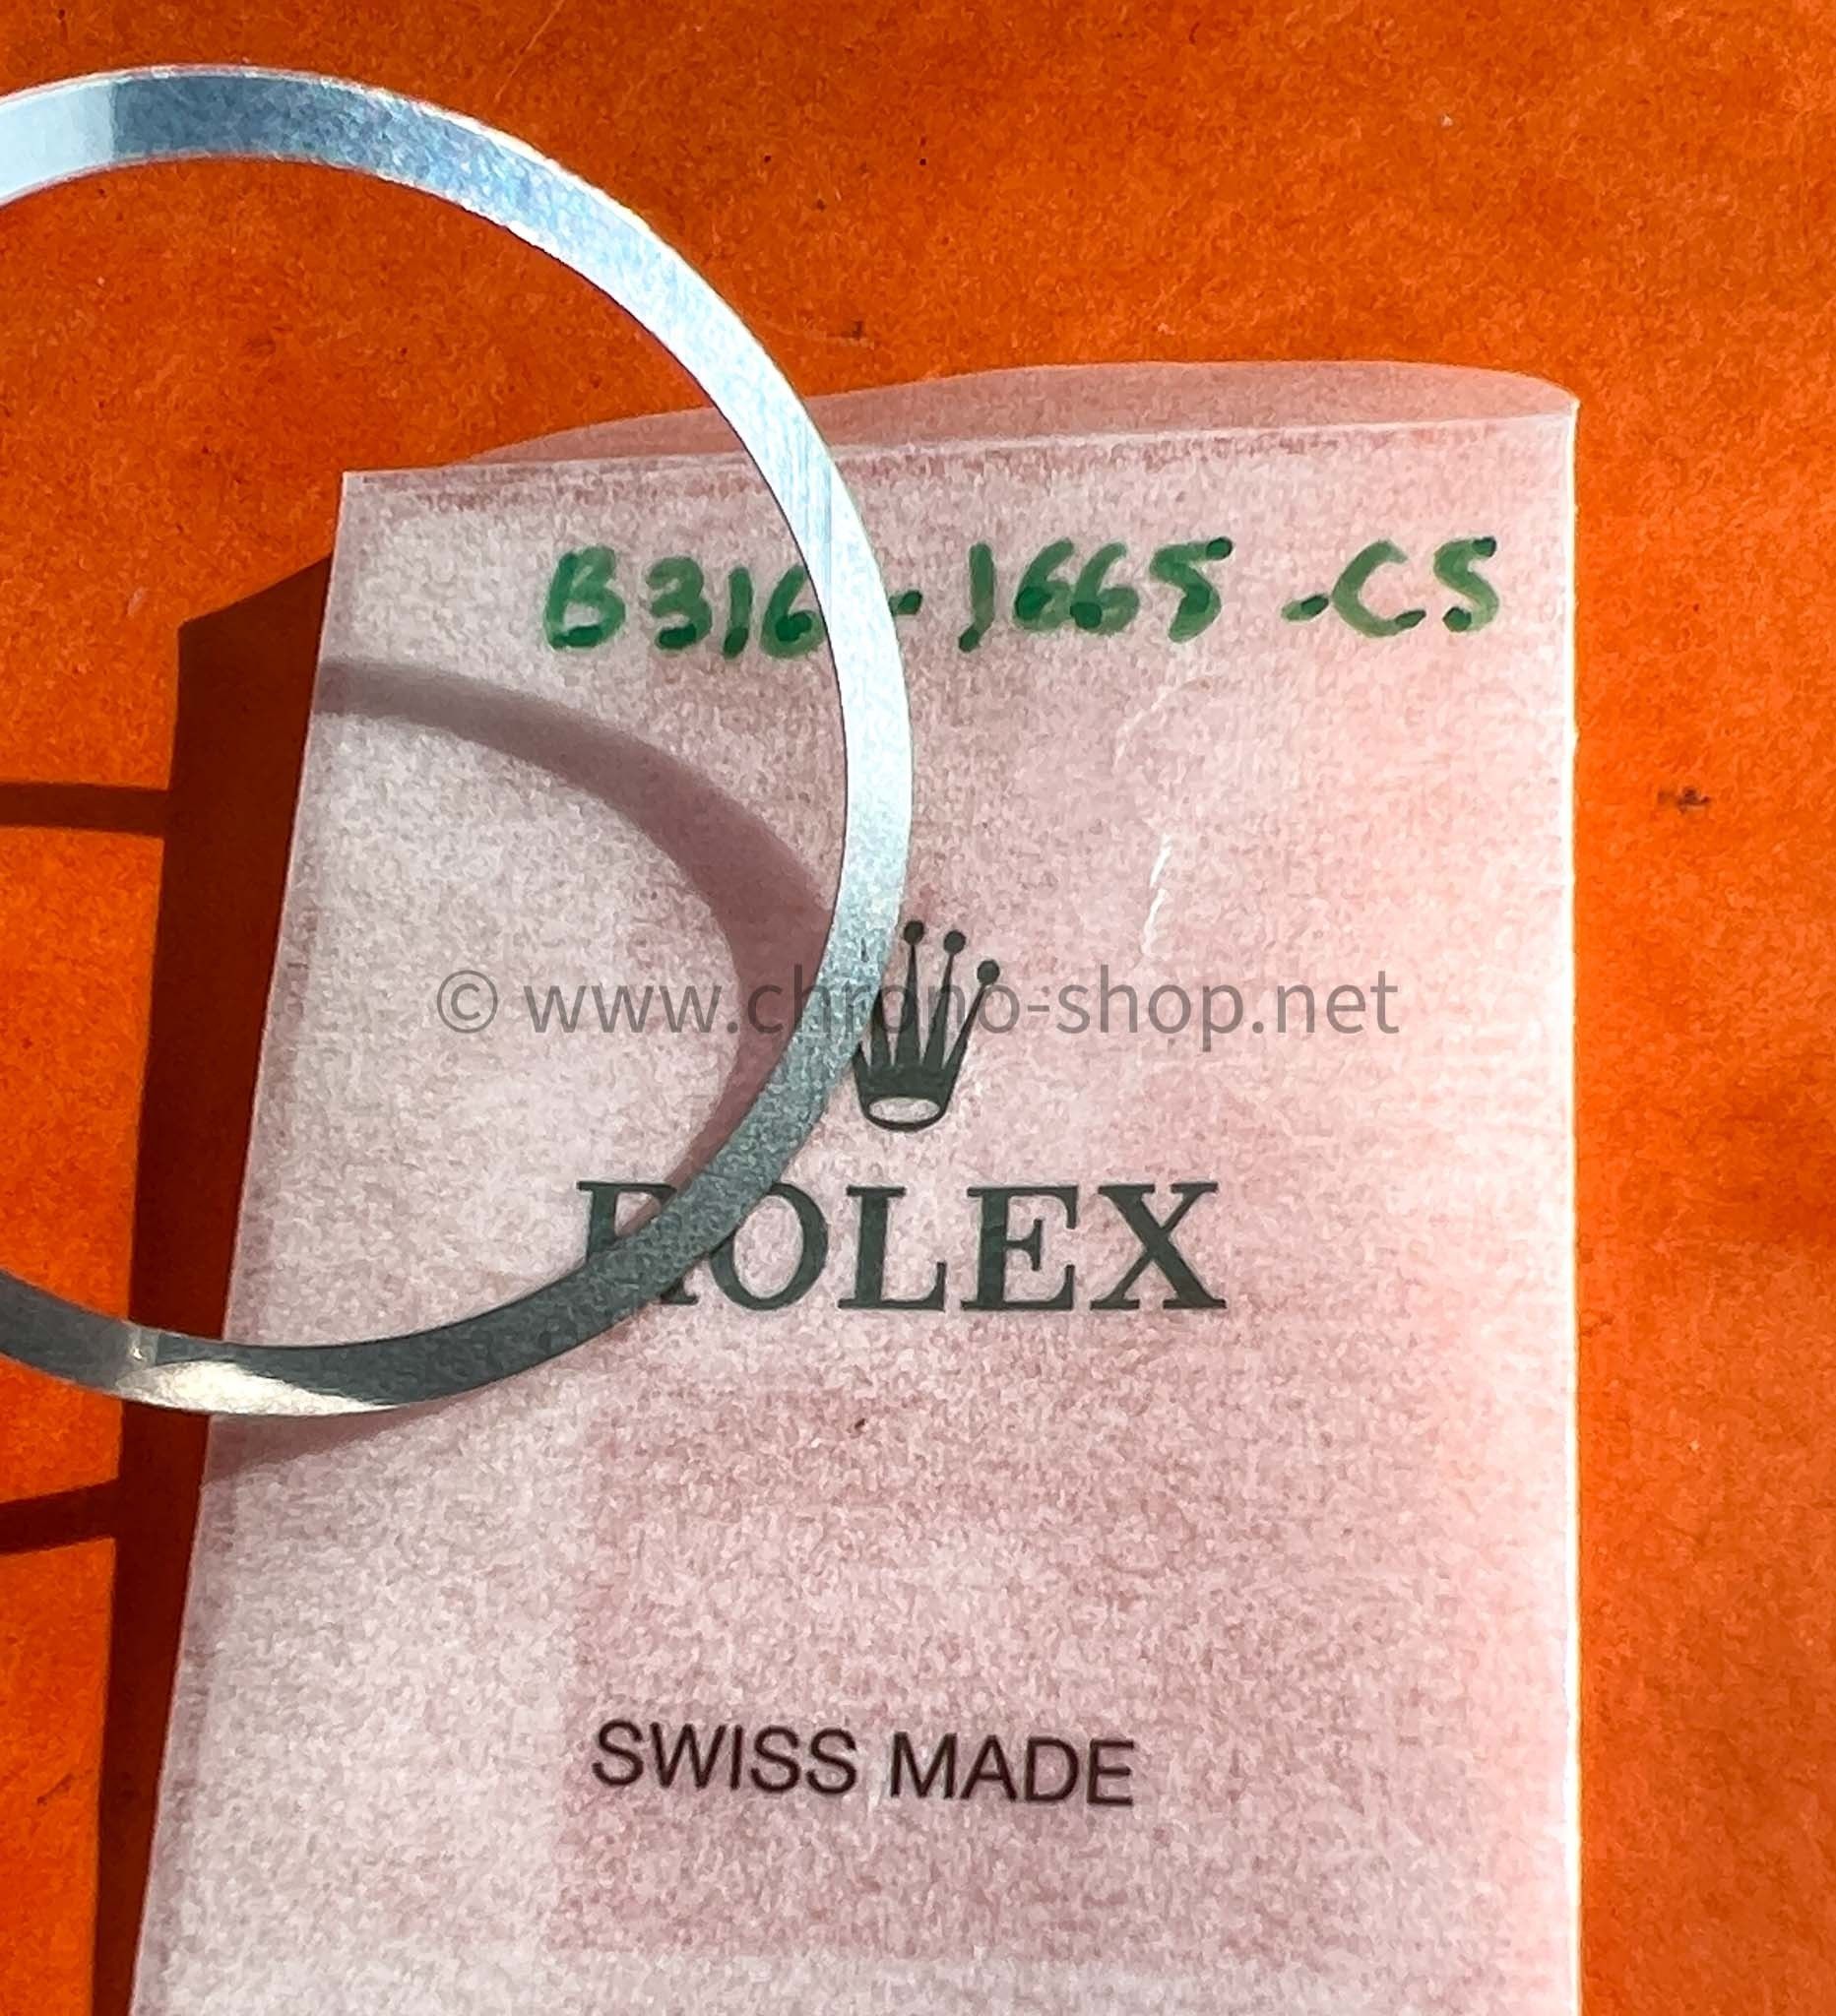 B316-1665-CS
© www.chrono-shop.net
ROLEX
SWISS MADE